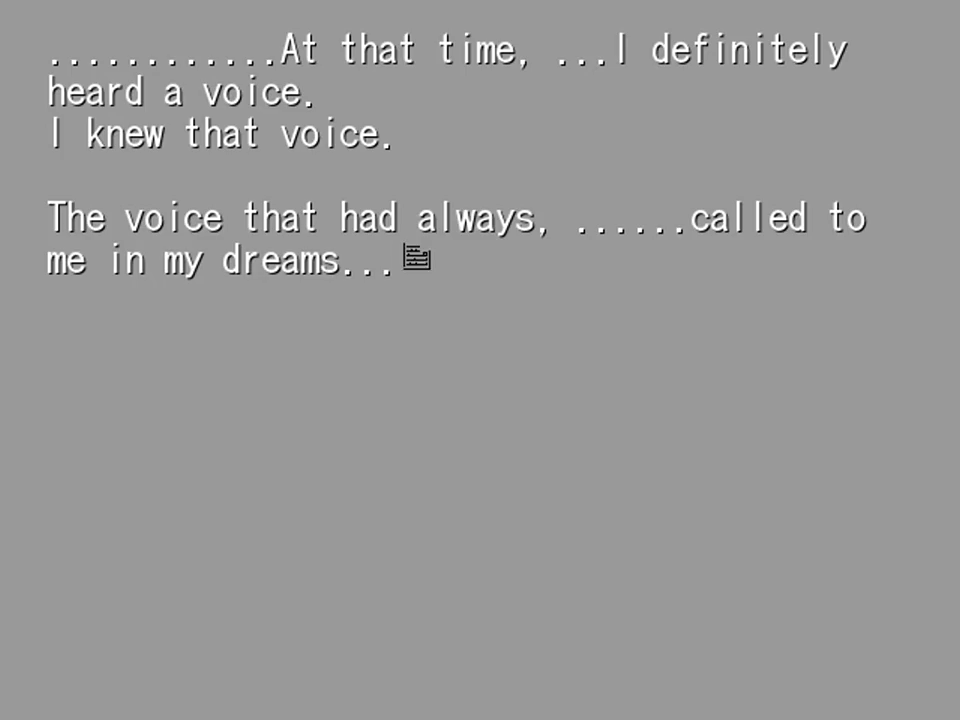 ............At that time, ...I definitely
heard a voice.
I knew that voice.
The voice that had always, ......called to
me in my dreams...